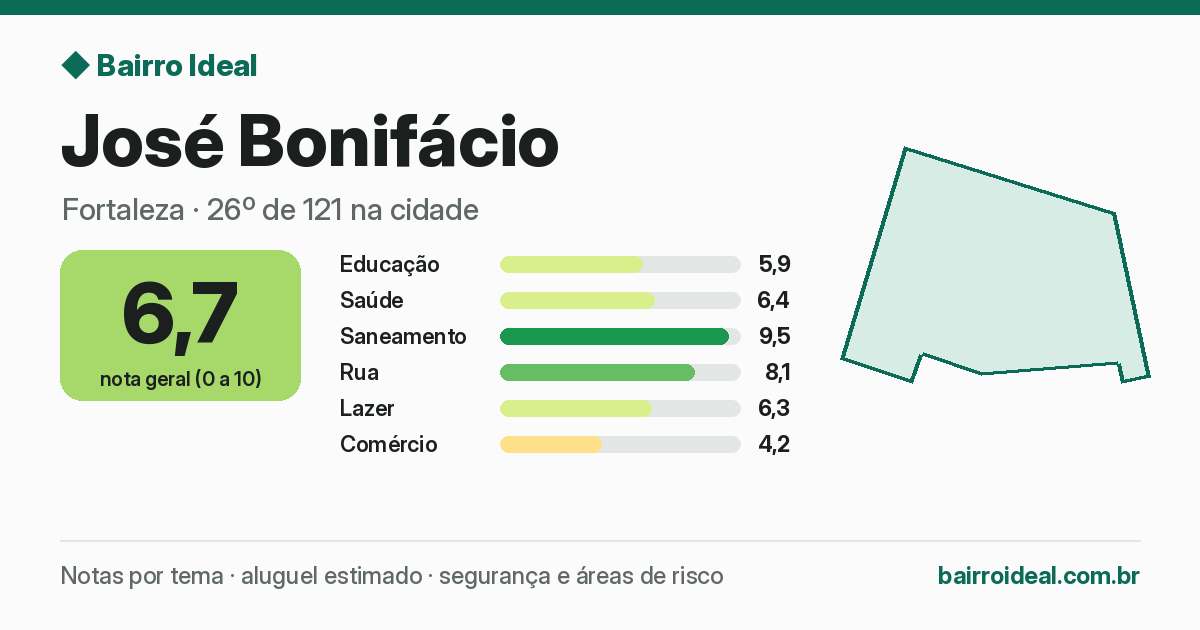 Bairro Ideal
José Bonifácio
Fortaleza · 26º de 121 na cidade
6,7
nota geral (0 a 10)
Educação 5,9
Saúde 6,4
Saneamento 9,5
Rua 8,1
Lazer 6,3
Comércio 4,2
Notas por tema · aluguel estimado · segurança e áreas de risco
bairroideal.com.br